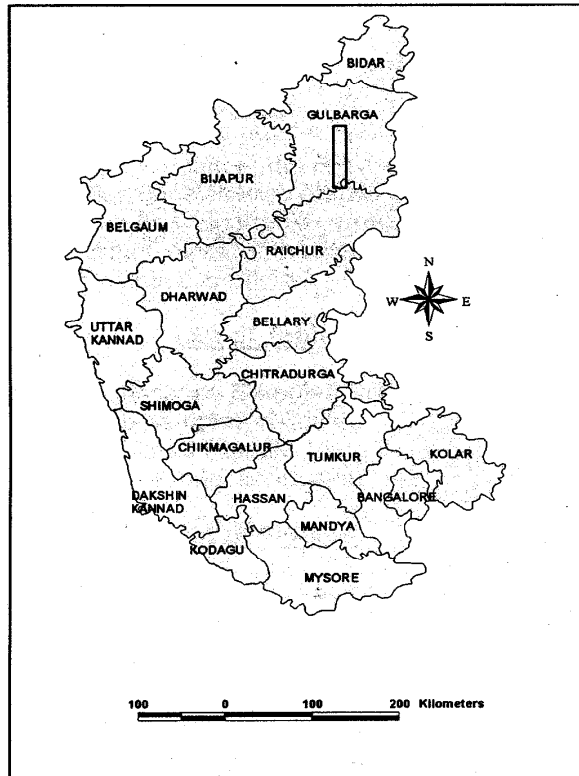 BIDAR
GULBARGA
BIJAPUR
BELGAUM
RAICHUR
N
DHARWAD
W E
BELLARY
UTTAR
KANNAD
S
CHITRADURGA
SHIMOGA
CHIKMAGALUR
TUMKUR
KOLAR
DAKSHIN
KANNAD
HASSAN
BANGALORE
MANDYA
KODAGU
MYSORE
100 0 100 200 Kilometers